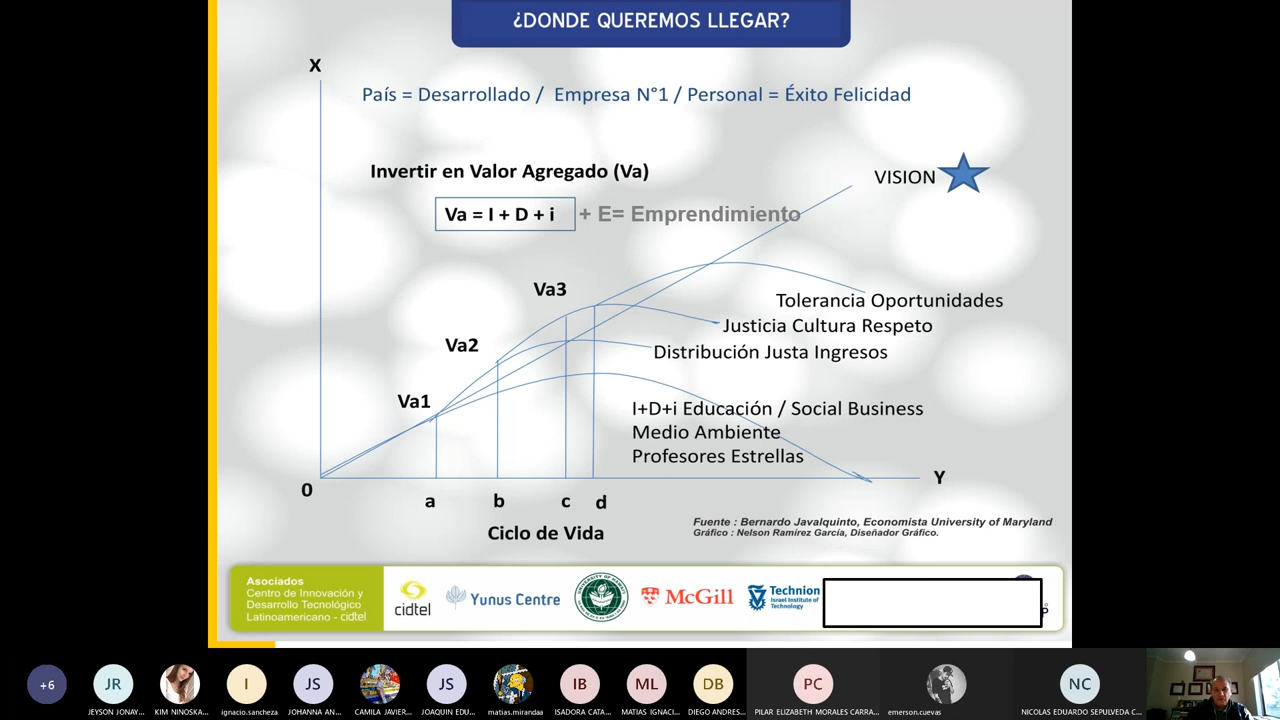 ¿DONDE QUEREMOS LLEGAR?
X
País = Desarrollado / Empresa N°1 / Personal = Éxito Felicidad
Invertir en Valor Agregado (Va)
VISION
Va = I + D + i + E= Emprendimiento
Va3
Tolerancia Oportunidades
Justicia Cultura Respeto
Va2
Distribución Justa Ingresos
Va1
I+D+i Educación / Social Business
Medio Ambiente
Profesores Estrellas
0
Y
a b c d
Ciclo de Vida
Fuente : Bernardo Javalquinto, Economista University of Maryland
Gráfico : Nelson Ramírez García, Diseñador Gráfico.
Asociados
Centro de Innovación y
Desarrollo Tecnológico
Latinoamericano - cidtel
cidtel
Yunus Centre
McGill
Technion
Israel Institute of
Technology
+6
JR
I
JS
JS
IB
ML
DB
PC
NC
JEYSON JONAY...
KIM NINOSKA...
ignacio.sancheza
JOHANNA AN...
CAMILA JAVIER...
JOAQUIN EDU...
matias.mirandaa
ISADORA CATA...
MATIAS IGNACI...
DIEGO ANDRES...
PILAR ELIZABETH MORALES CARRA...
emerson.cuevas
NICOLAS EDUARDO SEPULVEDA C...